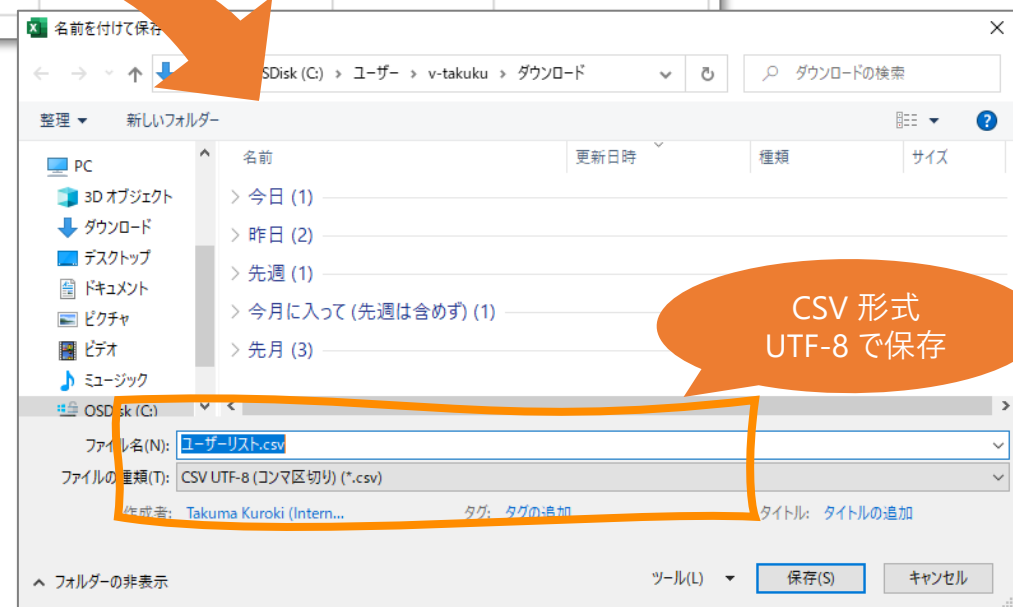 名前を付けて保存
SDisk (C:) › ユーザー › v-takuku › ダウンロード
ダウンロードの検索
整理
新しいフォルダー
名前 更新日時 種類 サイズ
PC
3D オブジェクト
ダウンロード
デスクトップ
ドキュメント
ピクチャ
ビデオ
ミュージック
OSDisk (C:)
今日 (1)
昨日 (2)
先週 (1)
今月に入って (先週は含めず) (1)
先月 (3)
CSV 形式
UTF-8 で保存
ファイル名(N): ユーザーリスト.csv
ファイルの種類(T): CSV UTF-8 (コンマ区切り) (*.csv)
作成者: Takuma Kuroki (Intern... タグ: タグの追加 タイトル: タイトルの追加
フォルダーの非表示
ツール(L) 保存(S) キャンセル